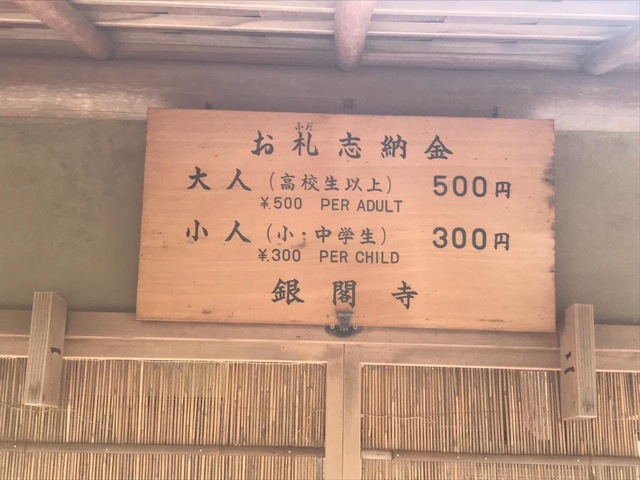 ふだ
お札志納金
大人(高校生以上) 500円
¥500 PER ADULT
小人(小・中学生) 300円
¥300 PER CHILD
銀閣寺